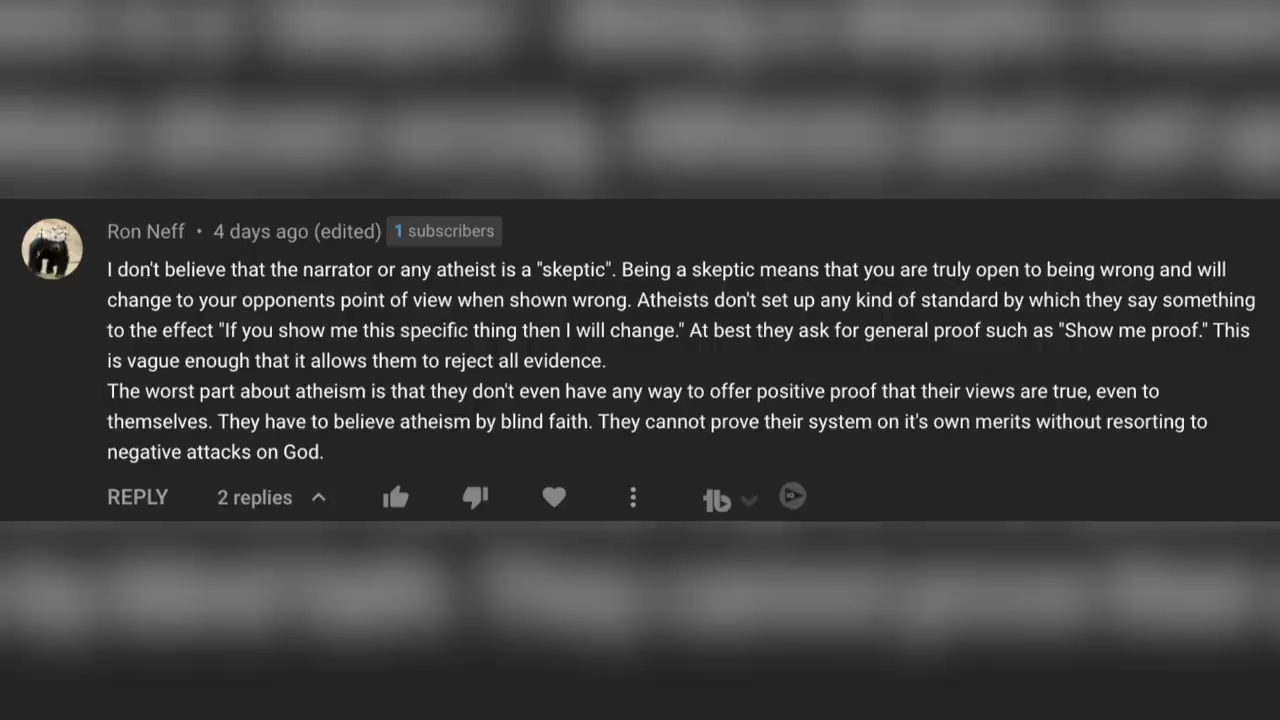 Ron Neff • 4 days ago (edited) 1 subscribers
I don't believe that the narrator or any atheist is a "skeptic". Being a skeptic means that you are truly open to being wrong and will
change to your opponents point of view when shown wrong. Atheists don't set up any kind of standard by which they say something
to the effect "If you show me this specific thing then I will change." At best they ask for general proof such as "Show me proof." This
is vague enough that it allows them to reject all evidence.
The worst part about atheism is that they don't even have any way to offer positive proof that their views are true, even to
themselves. They have to believe atheism by blind faith. They cannot prove their system on it's own merits without resorting to
negative attacks on God.
REPLY 2 replies